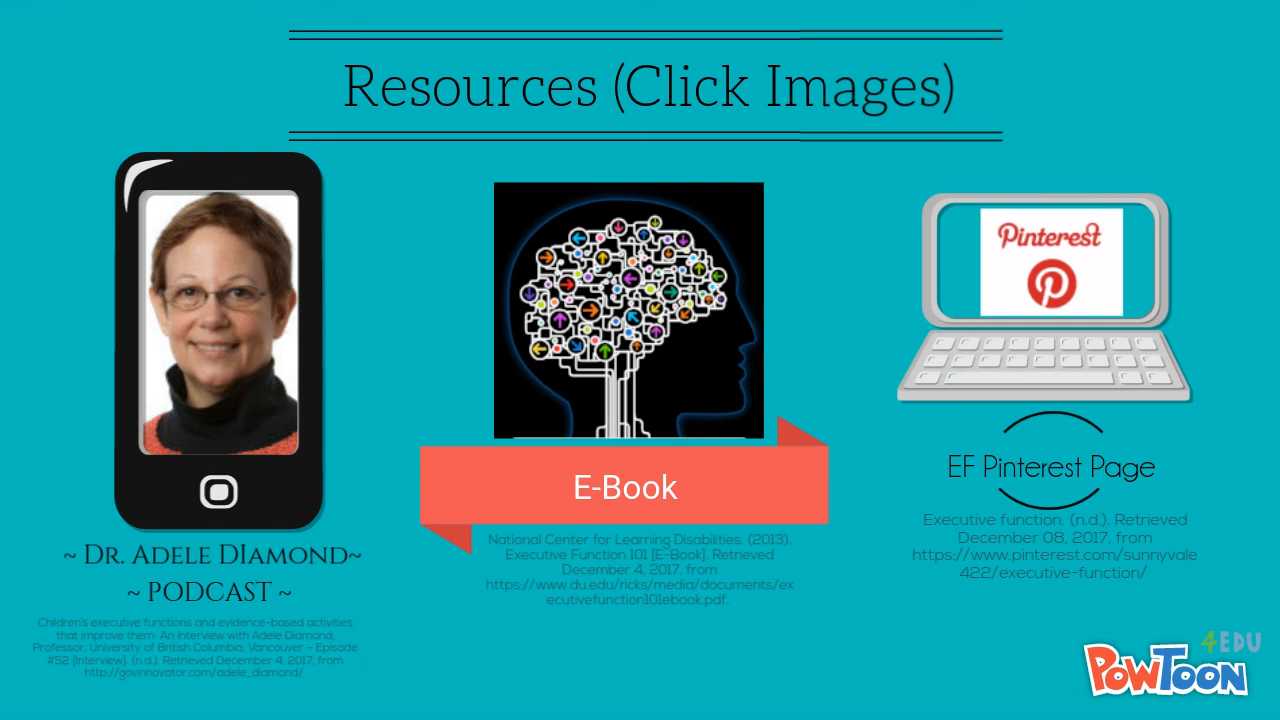 Resources (Click Images)
~ Dr. Adele DIamond~
~ PODCAST ~
Children's executive functions and evidence-based activities
that improve them: An interview with Adele Diamond,
Professor, University of British Columbia, Vancouver – Episode
#52 [Interview]. (n.d.). Retrieved December 4, 2017, from
http://govinnovator.com/adele_diamond/
E-Book
National Center for Learning Disabilities. (2013).
Executive Function 101 [E-Book]. Retrieved
December 4, 2017, from
https://www.du.edu/ricks/media/documents/ex
ecutivefunction101ebook.pdf.
Pinterest
EF Pinterest Page
Executive function. (n.d.). Retrieved
December 08, 2017, from
https://www.pinterest.com/sunnyvale
422/executive-function/
4EDU
POWTOON